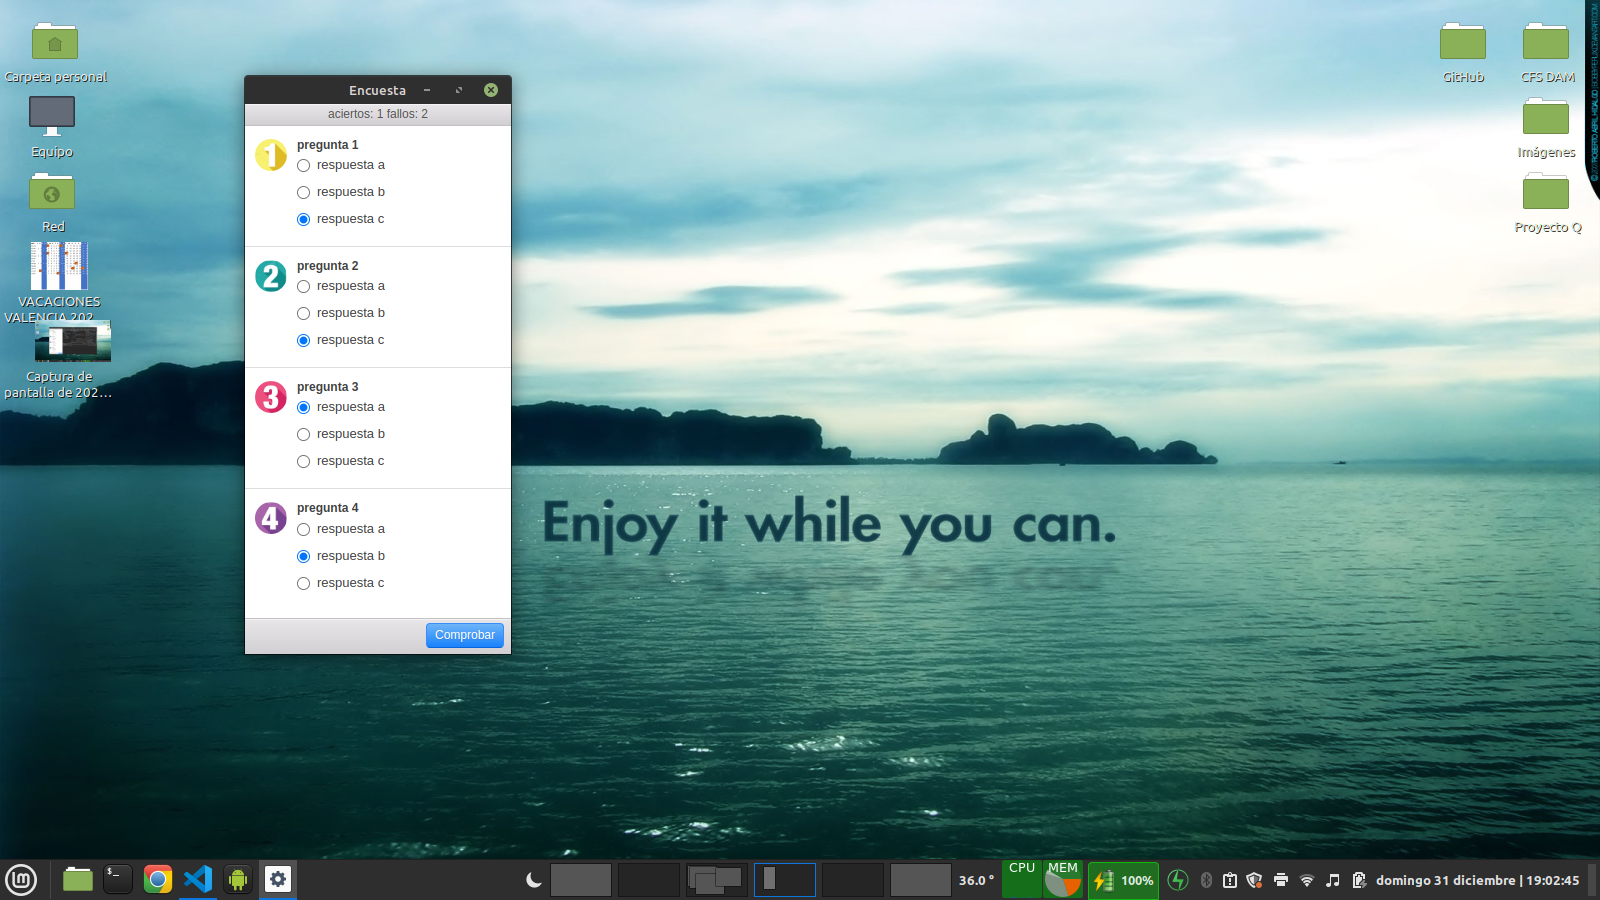 Carpeta personal
Equipo
Red
VACACIONES
VALENCIA 202...
Captura de
pantalla de 202...
Encuesta
aciertos: 1 fallos: 2
1
pregunta 1
respuesta a
respuesta b
respuesta c
2
pregunta 2
respuesta a
respuesta b
respuesta c
3
pregunta 3
respuesta a
respuesta b
respuesta c
4
pregunta 4
respuesta a
respuesta b
respuesta c
Comprobar
Enjoy it while you can.
GitHub
CFS DAM
Imágenes
Proyecto Q
$_
36.0 °
CPU
MEM
100%
domingo 31 diciembre | 19:02:45